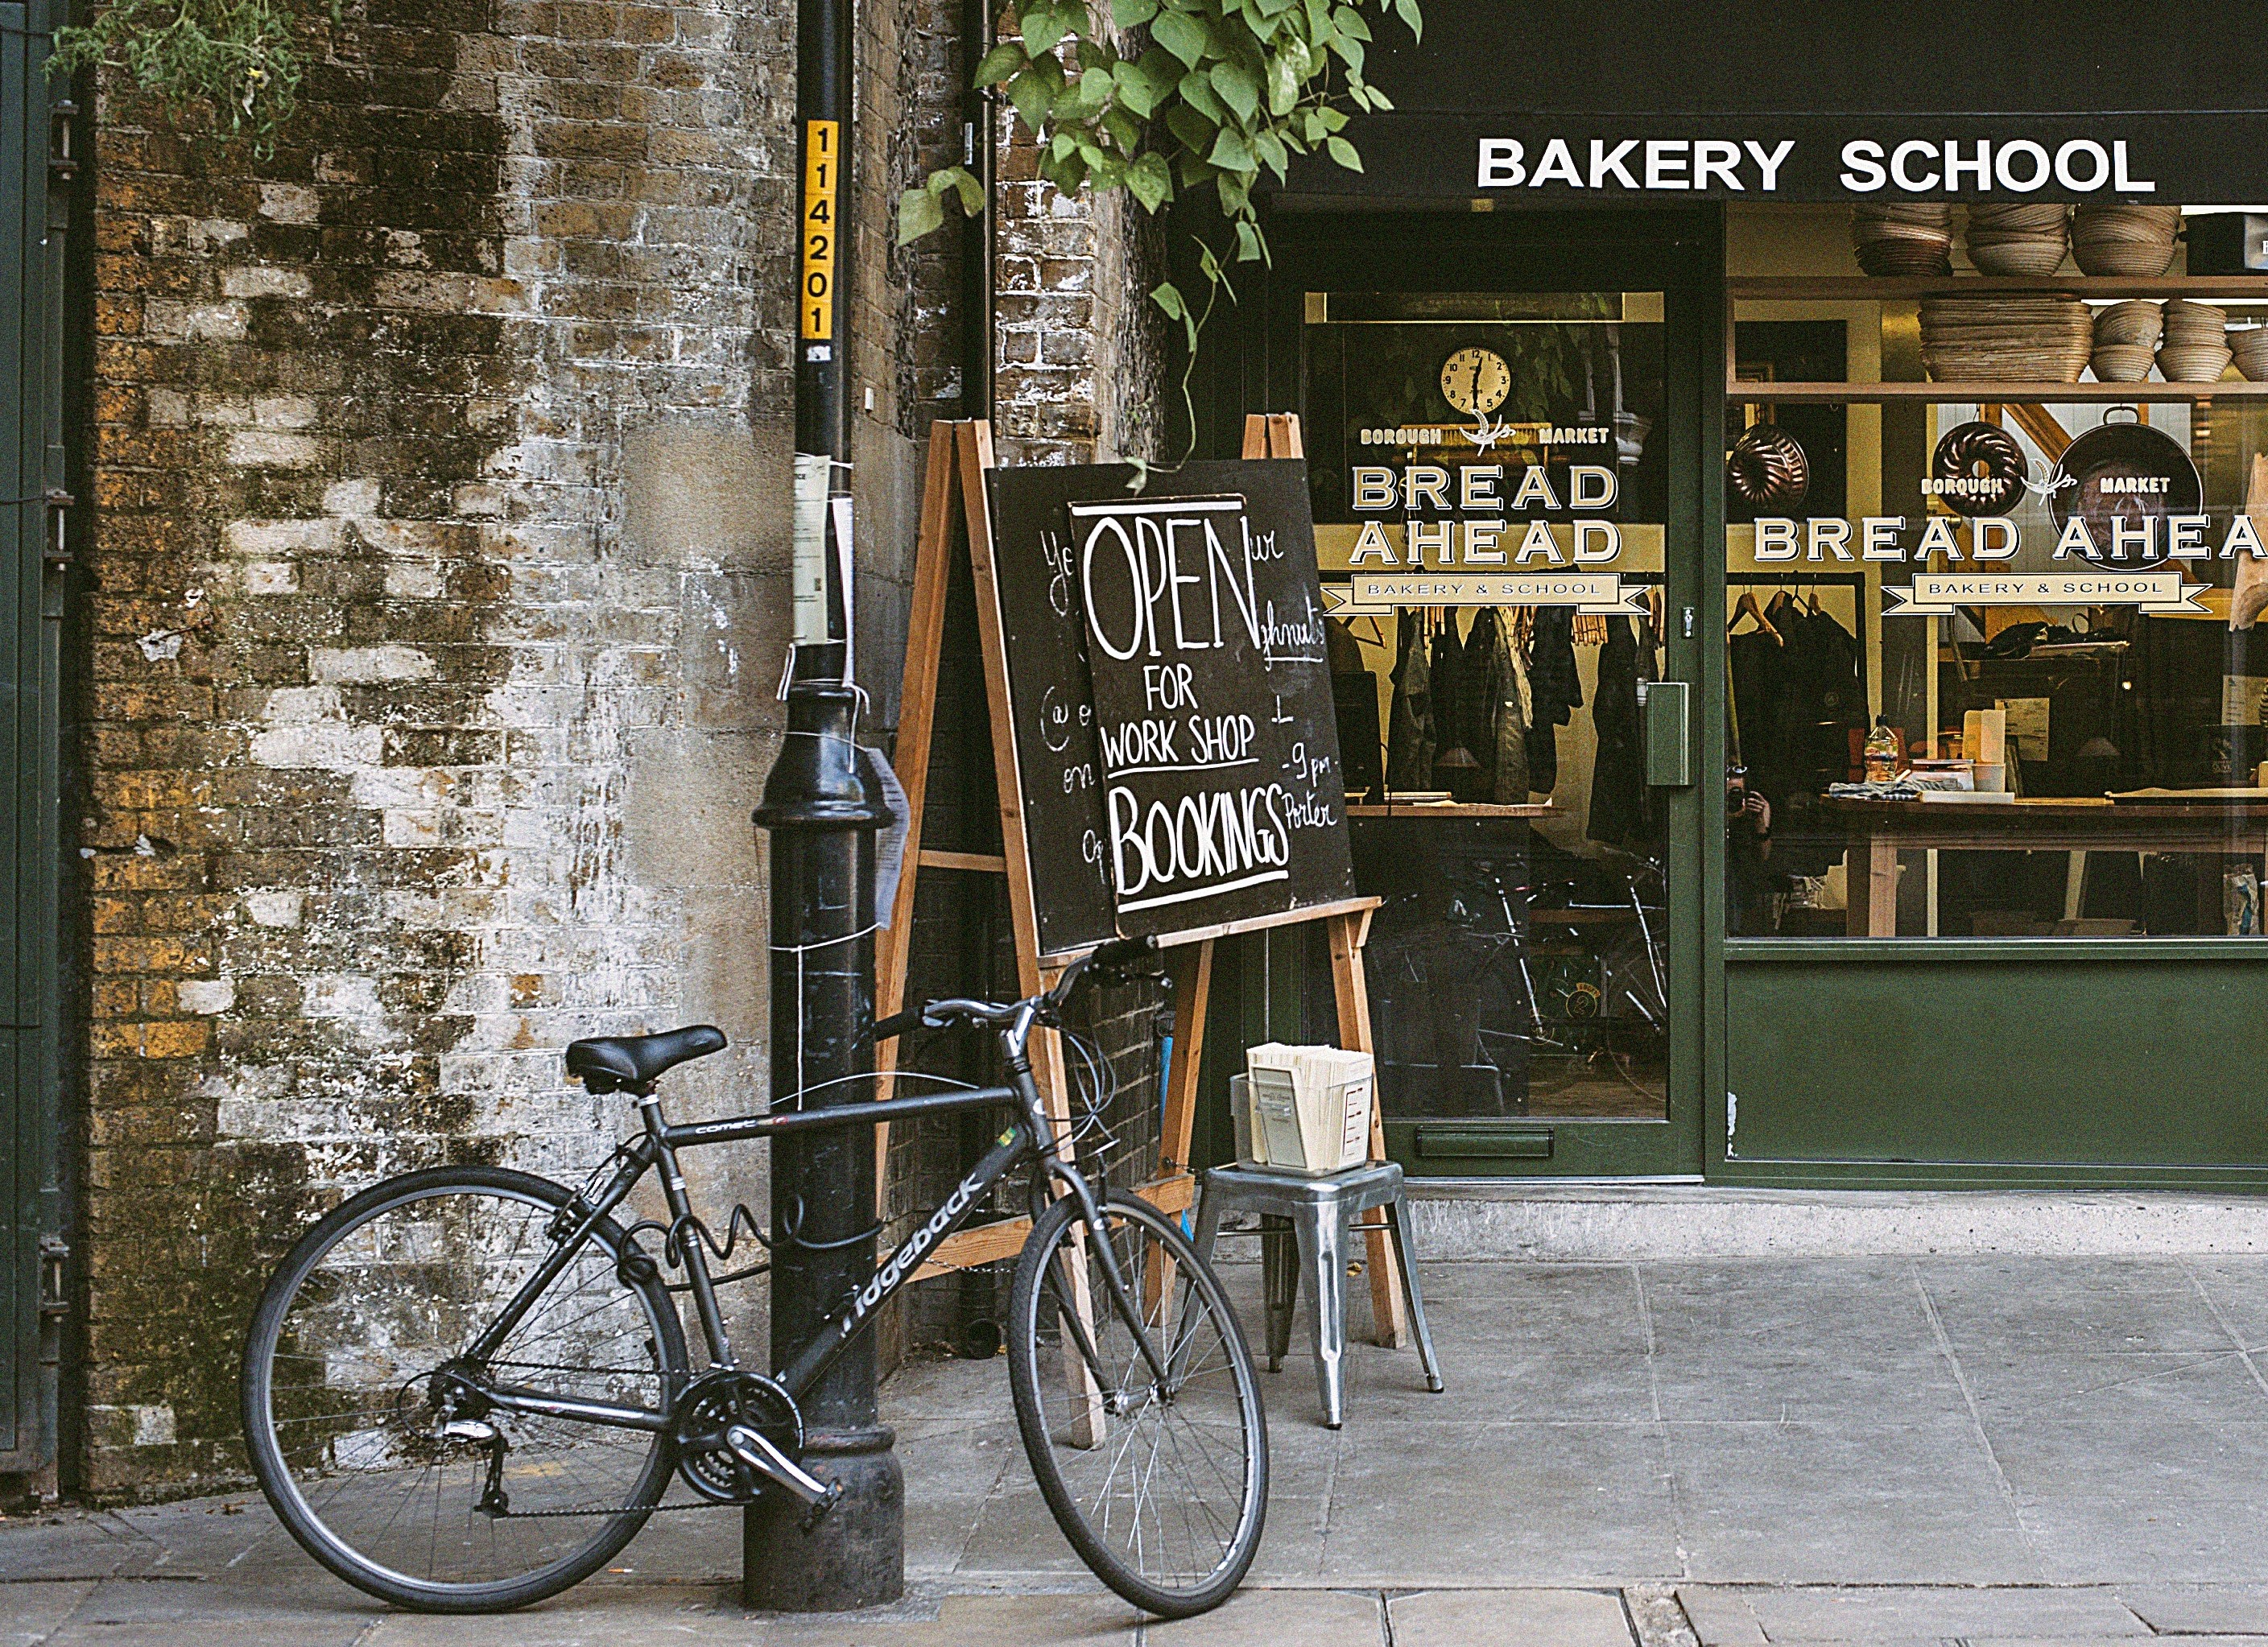 BAKERY SCHOOL
114201
BOROUGH MARKET
BREAD
AHEAD
BAKERY & SCHOOL
BOROUGH MARKET
BREAD AHEA
BAKERY & SCHOOL
OPEN
FOR
WORK SHOP
BOOKINGS
-9pm-
Porter
comet
ridgeback